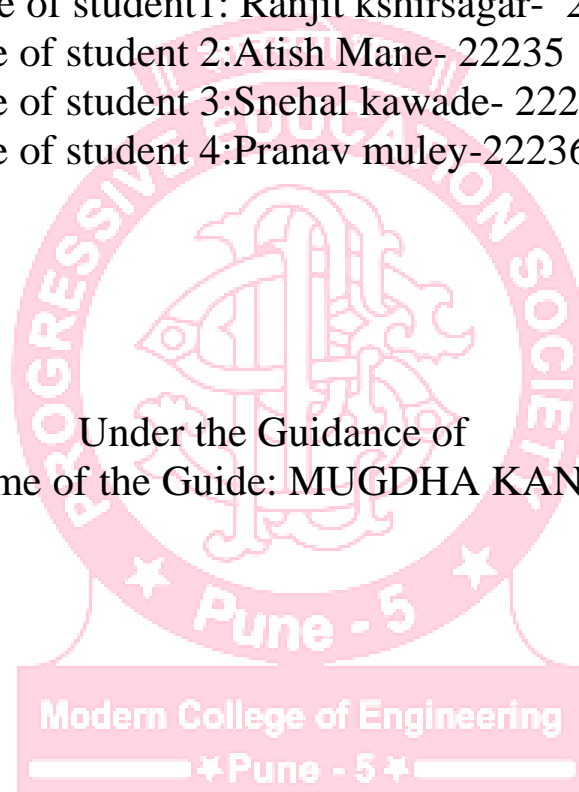 e of student1: Ranjit kshirsagar- 2
e of student 2:Atish Mane- 22235
e of student 3:Snehal kawade- 222
e of student 4:Pranav muley-22236
PROGRESSIVE EDUCATION SOCIETY
Under the Guidance of
me of the Guide: MUGDHA KAN
Pune - 5
Modern College of Engineering
Pune - 5